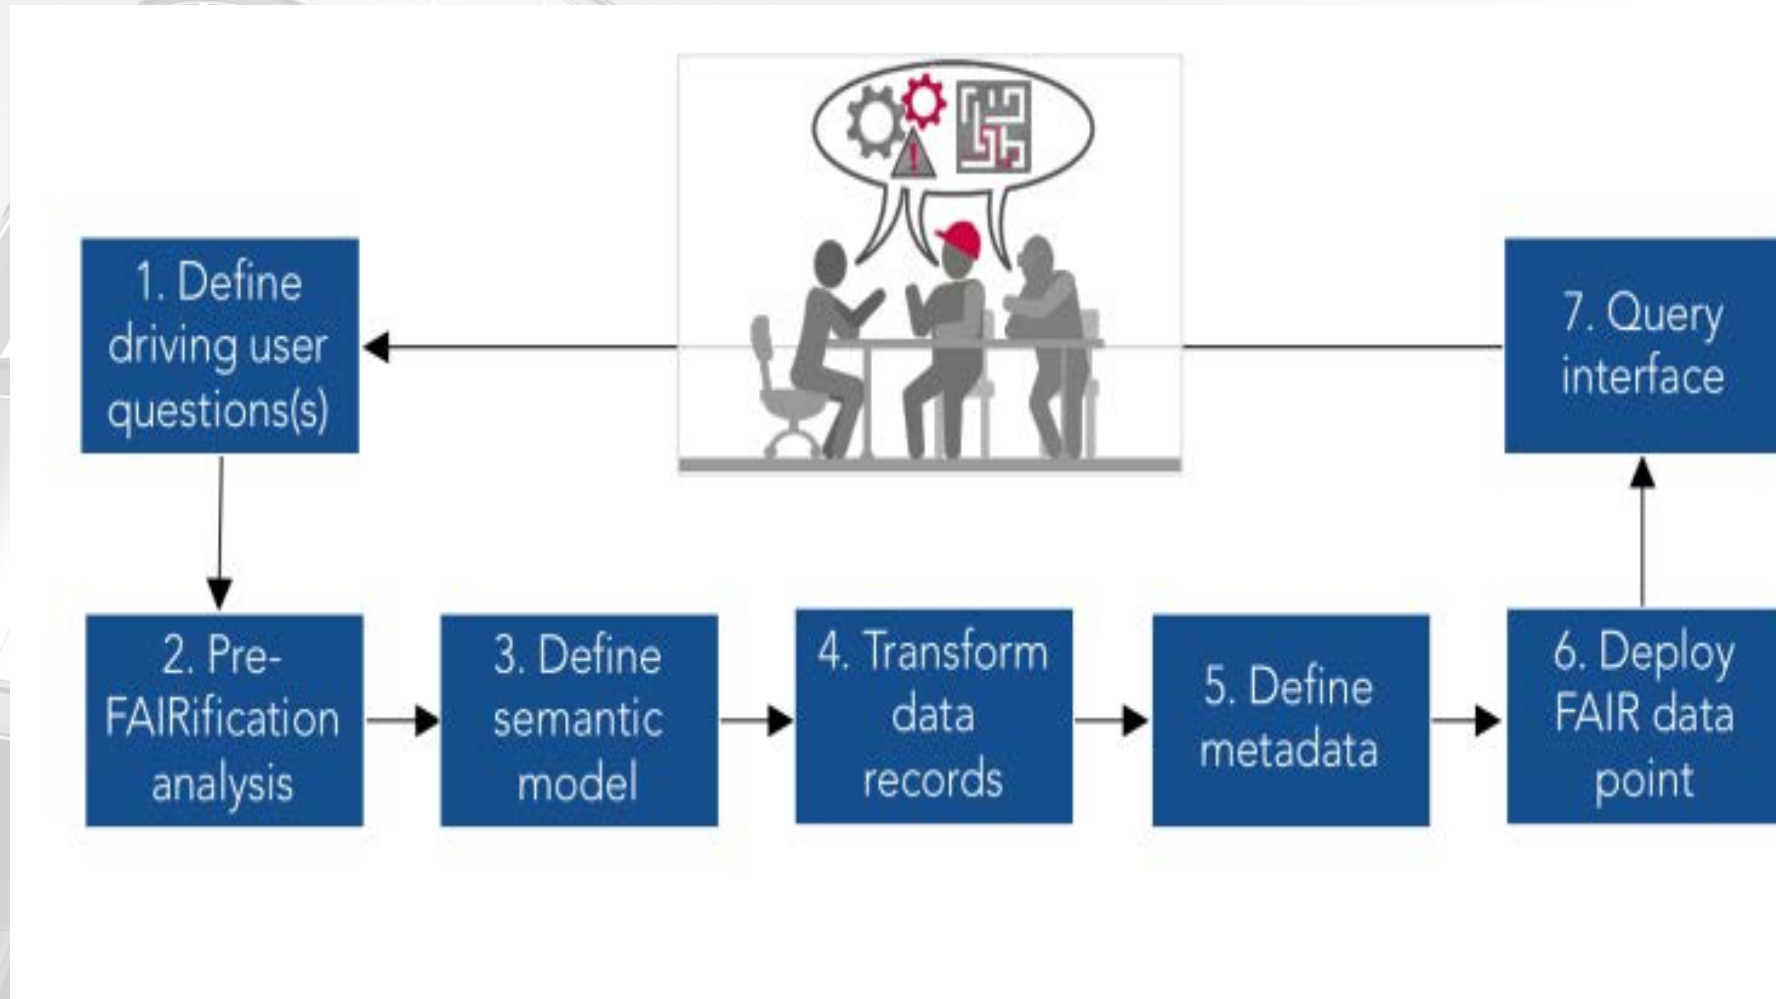 1. Define
driving user
questions(s)
7. Query
interface
2. Pre-
FAIRification
analysis
3. Define
semantic
model
4. Transform
data
records
5. Define
metadata
6. Deploy
FAIR data
point
!